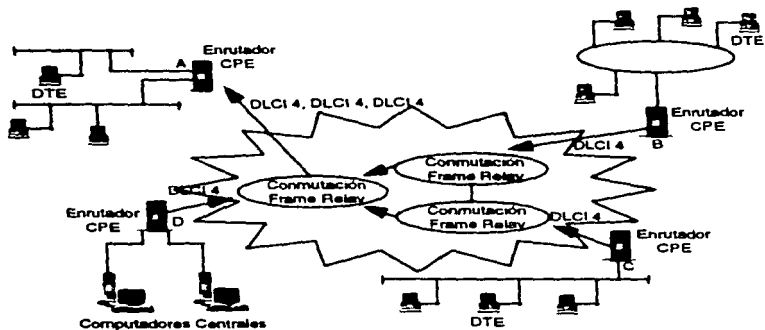 A
Enrutador
CPE
DTE
DTE
Enrutador
CPE
B
DLCI 4, DLCI 4, DLCI 4
DLCI 4
Conmutación
Frame Relay
Conmutación
Frame Relay
Conmutación
Frame Relay
DLCI 4
Enrutador
CPE
D
DLCI 4
Enrutador
CPE
C
DTE
Computadores Centrales